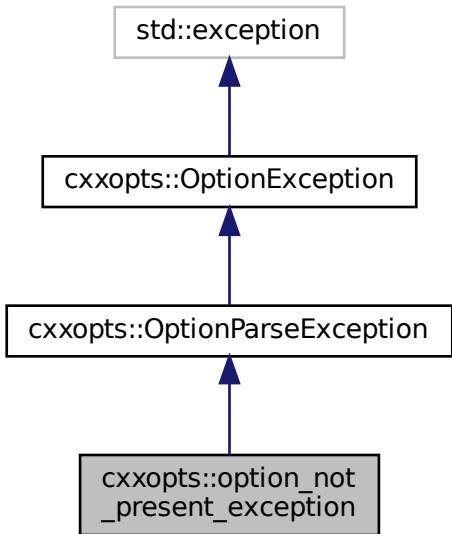 std::exception
cxxopts::OptionException
cxxopts::OptionParseException
cxxopts::option_not
_present_exception